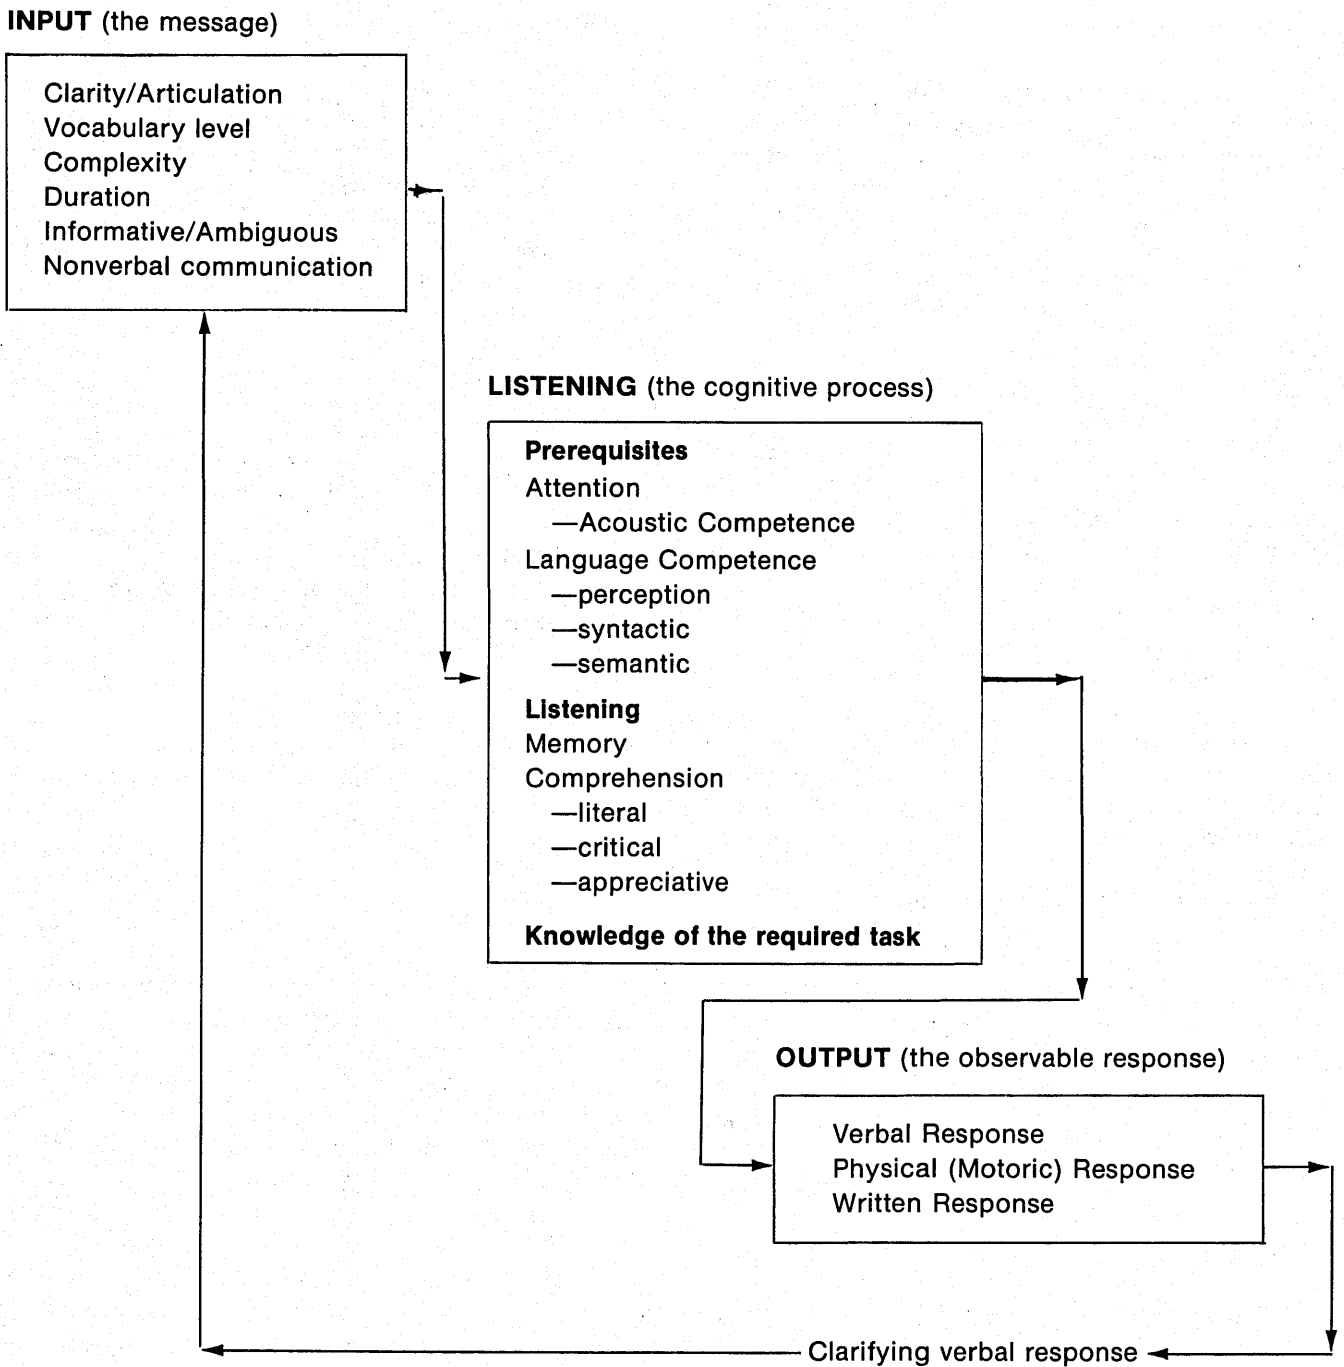 INPUT (the message)
Clarity/Articulation
Vocabulary level
Complexity
Duration
Informative/Ambiguous
Nonverbal communication
LISTENING (the cognitive process)
Prerequisites
Attention
—Acoustic Competence
Language Competence
—perception
—syntactic
—semantic
Listening
Memory
Comprehension
—literal
—critical
—appreciative
Knowledge of the required task
OUTPUT (the observable response)
Verbal Response
Physical (Motoric) Response
Written Response
Clarifying verbal response